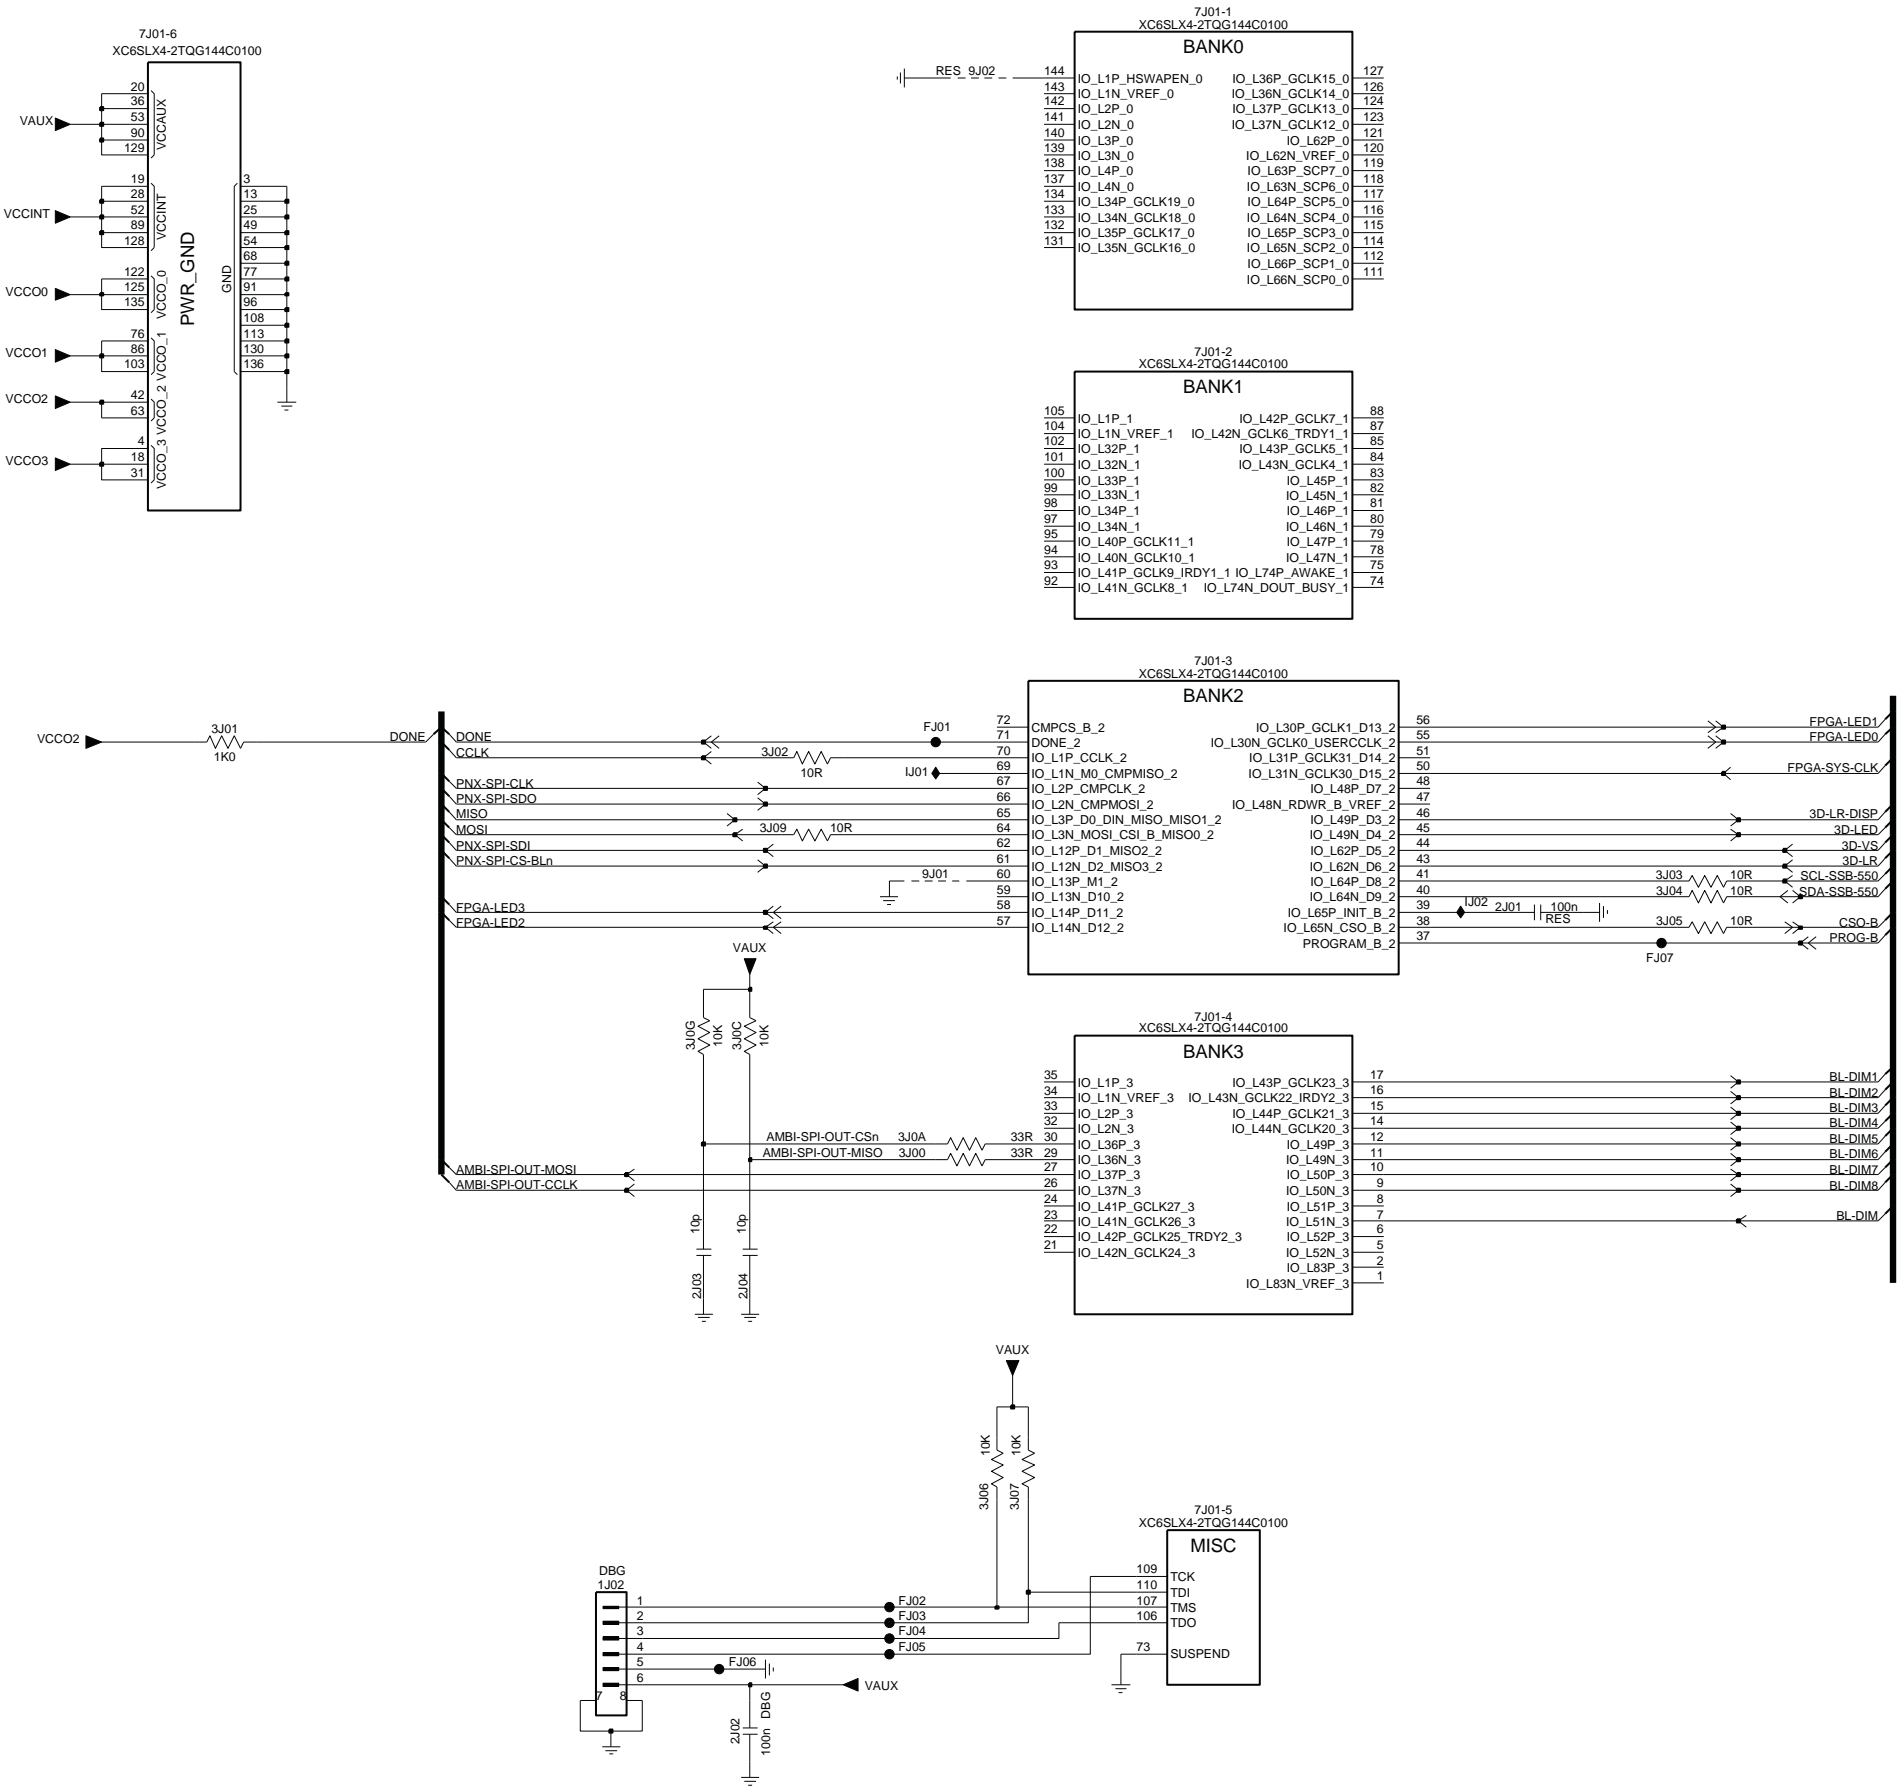 7J01-6
XC6SLX4-2TQG144C0100
VAUX
20
36
53
90
129
VCCAUX
VCCINT
19
28
52
89
128
VCCINT
VCCO0
122
125
135
VCCO_0
VCCO1
76
86
103
VCCO_1
VCCO2
42
63
VCCO_2
VCCO3
4
18
31
VCCO_3
PWR_GND
GND
3
13
25
49
54
68
77
91
96
108
113
130
136
7J01-1
XC6SLX4-2TQG144C0100
BANK0
RES 9J02
144 IO_L1P_HSWAPEN_0
143 IO_L1N_VREF_0
142 IO_L2P_0
141 IO_L2N_0
140 IO_L3P_0
139 IO_L3N_0
138 IO_L4P_0
137 IO_L4N_0
134 IO_L34P_GCLK19_0
133 IO_L34N_GCLK18_0
132 IO_L35P_GCLK17_0
131 IO_L35N_GCLK16_0
IO_L36P_GCLK15_0 127
IO_L36N_GCLK14_0 126
IO_L37P_GCLK13_0 124
IO_L37N_GCLK12_0 123
IO_L62P_0 121
IO_L62N_VREF_0 120
IO_L63P_SCP7_0 119
IO_L63N_SCP6_0 118
IO_L64P_SCP5_0 117
IO_L64N_SCP4_0 116
IO_L65P_SCP3_0 115
IO_L65N_SCP2_0 114
IO_L66P_SCP1_0 112
IO_L66N_SCP0_0 111
7J01-2
XC6SLX4-2TQG144C0100
BANK1
105 IO_L1P_1
104 IO_L1N_VREF_1
102 IO_L32P_1
101 IO_L32N_1
100 IO_L33P_1
99 IO_L33N_1
98 IO_L34P_1
97 IO_L34N_1
95 IO_L40P_GCLK11_1
94 IO_L40N_GCLK10_1
93 IO_L41P_GCLK9_IRDY1_1
92 IO_L41N_GCLK8_1
IO_L42P_GCLK7_1 88
IO_L42N_GCLK6_TRDY1_1 87
IO_L43P_GCLK5_1 85
IO_L43N_GCLK4_1 84
IO_L45P_1 83
IO_L45N_1 82
IO_L46P_1 81
IO_L46N_1 80
IO_L47P_1 79
IO_L47N_1 78
IO_L74P_AWAKE_1 75
IO_L74N_DOUT_BUSY_1 74
7J01-3
XC6SLX4-2TQG144C0100
BANK2
VCCO2
3J01
1K0
DONE
72 CMPCS_B_2
DONE FJ01 71 DONE_2
CCLK 3J02 10R 70 IO_L1P_CCLK_2
IJ01 69 IO_L1N_M0_CMPMISO_2
PNX-SPI-CLK 67 IO_L2P_CMPCLK_2
PNX-SPI-SDO 66 IO_L2N_CMPMOSI_2
MISO 65 IO_L3P_D0_DIN_MISO_MISO1_2
MOSI 3J09 10R 64 IO_L3N_MOSI_CSI_B_MISO0_2
PNX-SPI-SDI 62 IO_L12P_D1_MISO2_2
PNX-SPI-CS-BLn 61 IO_L12N_D2_MISO3_2
9J01 60 IO_L13P_M1_2
59 IO_L13N_D10_2
FPGA-LED3 58 IO_L14P_D11_2
FPGA-LED2 57 IO_L14N_D12_2
IO_L30P_GCLK1_D13_2 56 FPGA-LED1
IO_L30N_GCLK0_USERCCLK_2 55 FPGA-LED0
IO_L31P_GCLK31_D14_2 51
IO_L31N_GCLK30_D15_2 50 FPGA-SYS-CLK
IO_L48P_D7_2 48
IO_L48N_RDWR_B_VREF_2 47
IO_L49P_D3_2 46 3D-LR-DISP
IO_L49N_D4_2 45 3D-LED
IO_L62P_D5_2 44 3D-VS
IO_L62N_D6_2 43 3D-LR
IO_L64P_D8_2 41 3J03 10R SCL-SSB-550
IO_L64N_D9_2 40 3J04 10R SDA-SSB-550
IO_L65P_INIT_B_2 39 IJ02 2J01 100n RES
IO_L65N_CSO_B_2 38 3J05 10R CSO-B
PROGRAM_B_2 37 FJ07 PROG-B
VAUX
3J0G
10K
3J0C
10K
7J01-4
XC6SLX4-2TQG144C0100
BANK3
35 IO_L1P_3
34 IO_L1N_VREF_3
33 IO_L2P_3
32 IO_L2N_3
AMBI-SPI-OUT-CSn 3J0A 33R 30 IO_L36P_3
AMBI-SPI-OUT-MISO 3J00 33R 29 IO_L36N_3
AMBI-SPI-OUT-MOSI 27 IO_L37P_3
AMBI-SPI-OUT-CCLK 26 IO_L37N_3
24 IO_L41P_GCLK27_3
23 IO_L41N_GCLK26_3
22 IO_L42P_GCLK25_TRDY2_3
21 IO_L42N_GCLK24_3
IO_L43P_GCLK23_3 17 BL-DIM1
IO_L43N_GCLK22_IRDY2_3 16 BL-DIM2
IO_L44P_GCLK21_3 15 BL-DIM3
IO_L44N_GCLK20_3 14 BL-DIM4
IO_L49P_3 12 BL-DIM5
IO_L49N_3 11 BL-DIM6
IO_L50P_3 10 BL-DIM7
IO_L50N_3 9 BL-DIM8
IO_L51P_3 8
IO_L51N_3 7 BL-DIM
IO_L52P_3 6
IO_L52N_3 5
IO_L83P_3 2
IO_L83N_VREF_3 1
10p
2J03
10p
2J04
VAUX
10K
3J06
10K
3J07
7J01-5
XC6SLX4-2TQG144C0100
MISC
109 TCK
110 TDI
107 TMS
106 TDO
73 SUSPEND
DBG
1J02
1 FJ02
2 FJ03
3 FJ04
4 FJ05
5 FJ06
6 VAUX
7 8
2J02
100n DBG